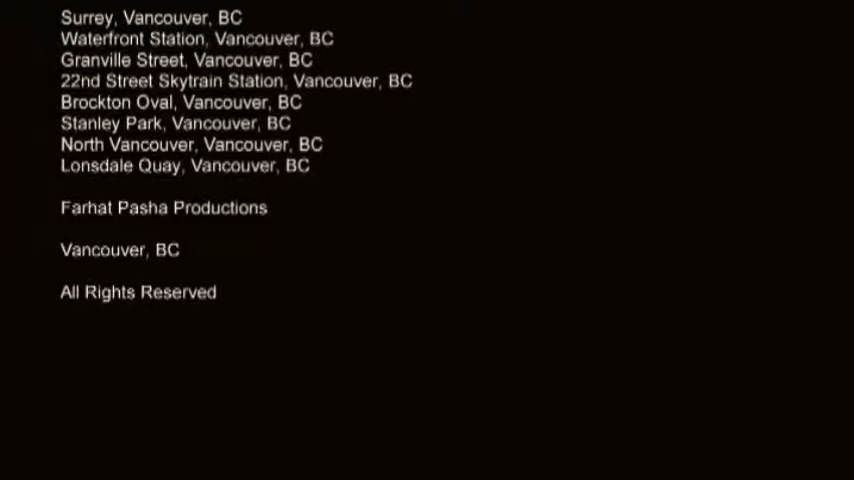 Surrey, Vancouver, BC
Waterfront Station, Vancouver, BC
Granville Street, Vancouver, BC
22nd Street Skytrain Station, Vancouver, BC
Brockton Oval, Vancouver, BC
Stanley Park, Vancouver, BC
North Vancouver, Vancouver, BC
Lonsdale Quay, Vancouver, BC
Farhat Pasha Productions
Vancouver, BC
All Rights Reserved